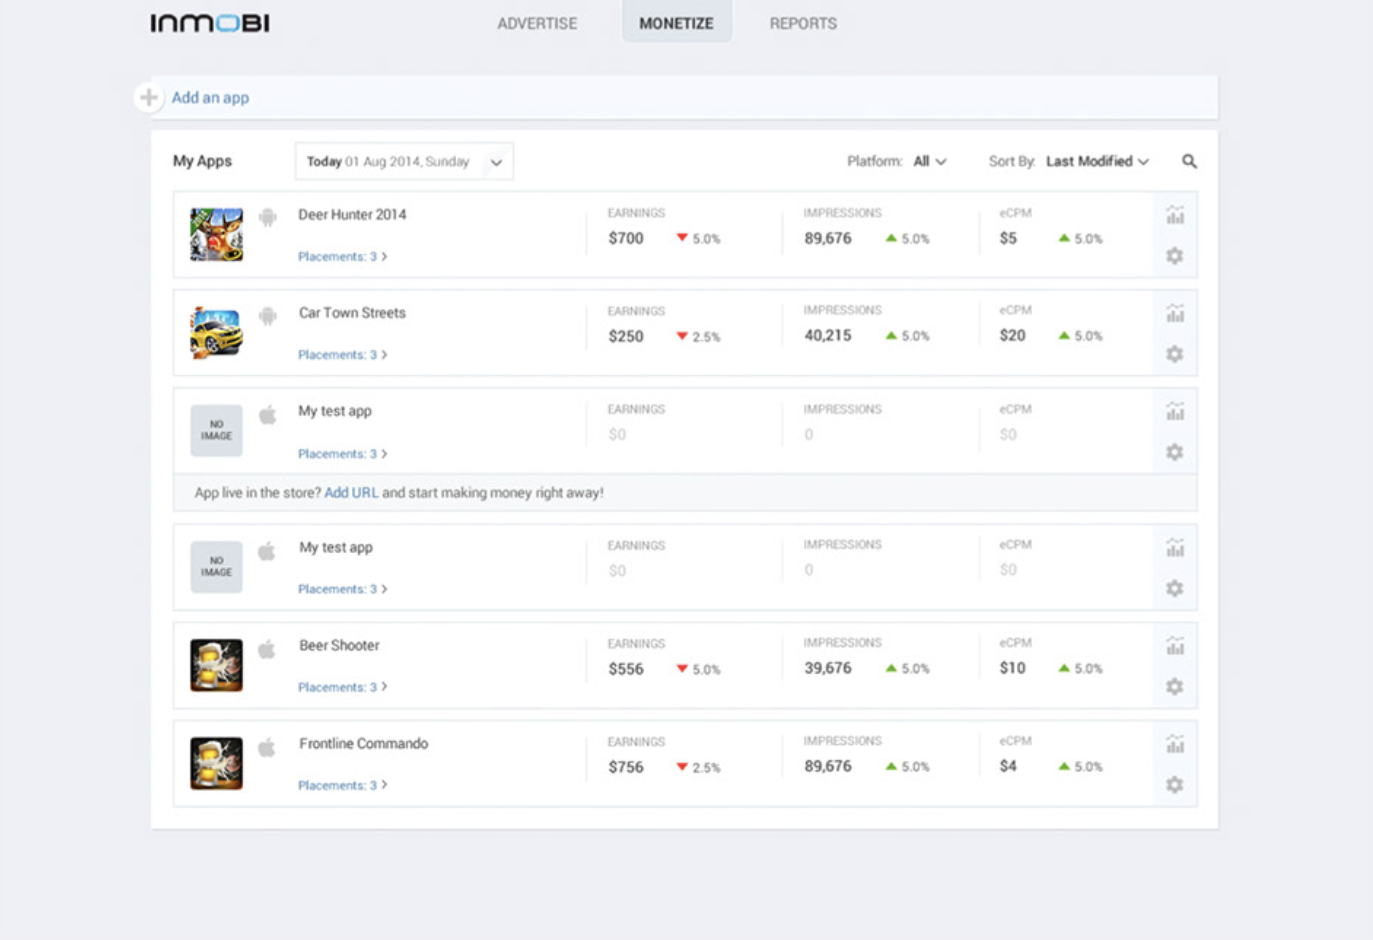 INMOBI
ADVERTISE
MONETIZE
REPORTS
Add an app
My Apps
Today 01 Aug 2014, Sunday
Platform: All
Sort By: Last Modified
Deer Hunter 2014
Placements: 3 >
EARNINGS
$700 5.0%
IMPRESSIONS
89,676 5.0%
eCPM
$5 5.0%
Car Town Streets
Placements: 3 >
EARNINGS
$250 2.5%
IMPRESSIONS
40,215 5.0%
eCPM
$20 5.0%
NO
IMAGE
My test app
Placements: 3 >
EARNINGS
$0
IMPRESSIONS
0
eCPM
$0
App live in the store? Add URL and start making money right away!
NO
IMAGE
My test app
Placements: 3 >
EARNINGS
$0
IMPRESSIONS
0
eCPM
$0
Beer Shooter
Placements: 3 >
EARNINGS
$556 5.0%
IMPRESSIONS
39,676 5.0%
eCPM
$10 5.0%
Frontline Commando
Placements: 3 >
EARNINGS
$756 2.5%
IMPRESSIONS
89,676 5.0%
eCPM
$4 5.0%